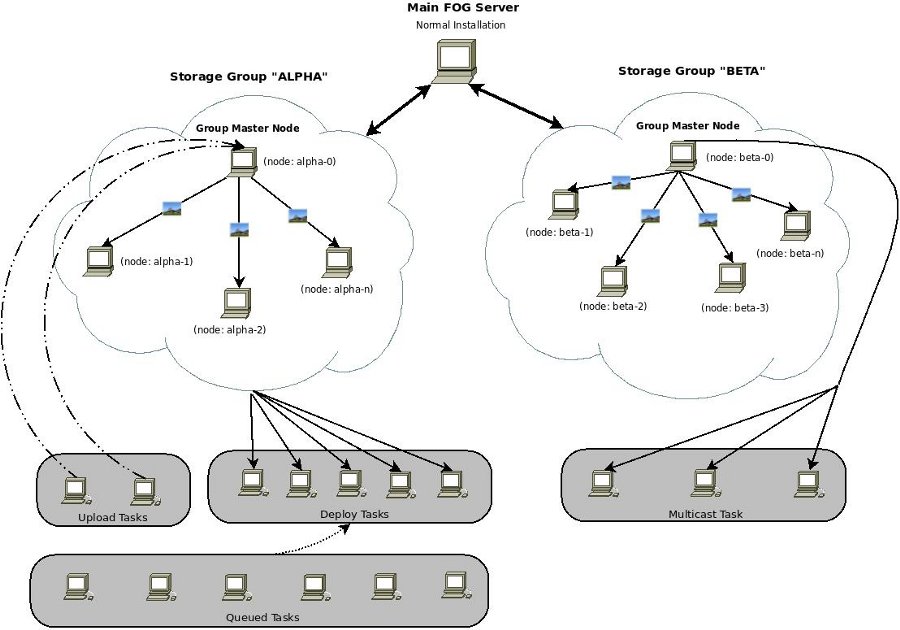 Main FOG Server
Normal Installation
Storage Group "ALPHA"
Storage Group "BETA"
Group Master Node
(node: alpha-0)
(node: alpha-1)
(node: alpha-2)
(node: alpha-n)
Group Master Node
(node: beta-0)
(node: beta-1)
(node: beta-2)
(node: beta-3)
(node: beta-n)
Upload Tasks
Deploy Tasks
Multicast Task
Queued Tasks